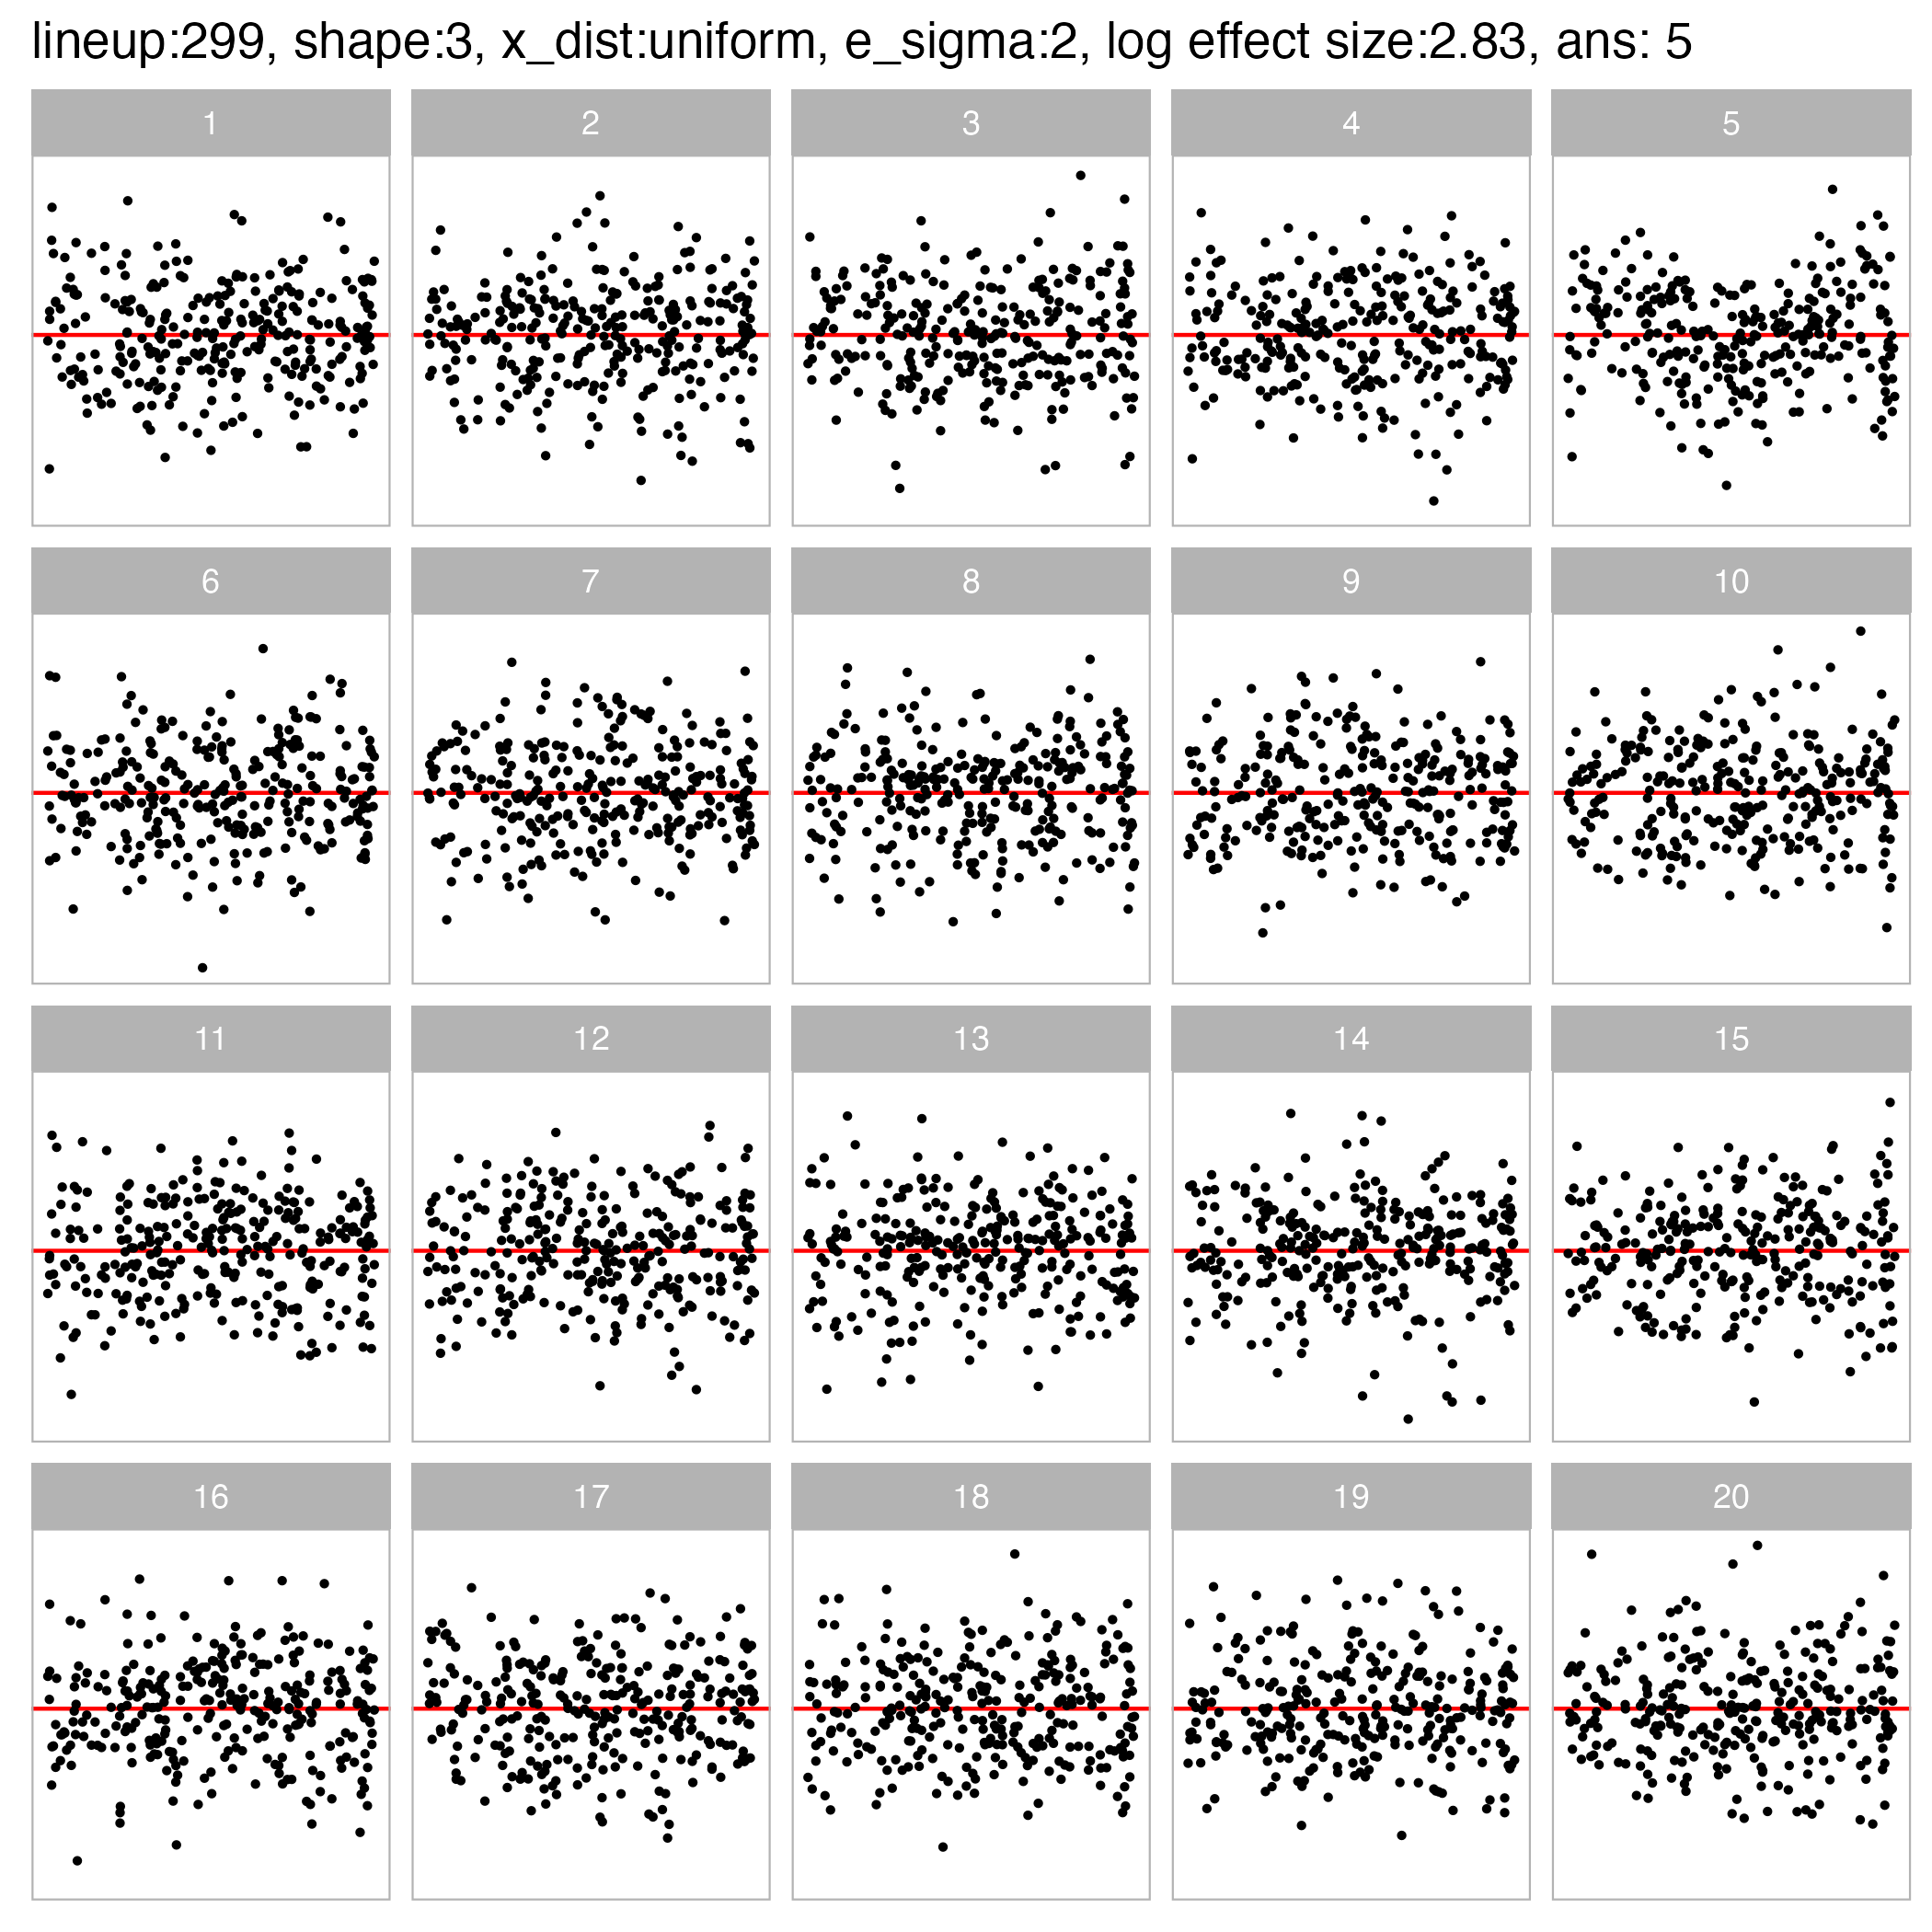 lineup:299, shape:3, x_dist:uniform, e_sigma:2, log effect size:2.83, ans: 5
1 2 3 4 5
6 7 8 9 10
11 12 13 14 15
16 17 18 19 20